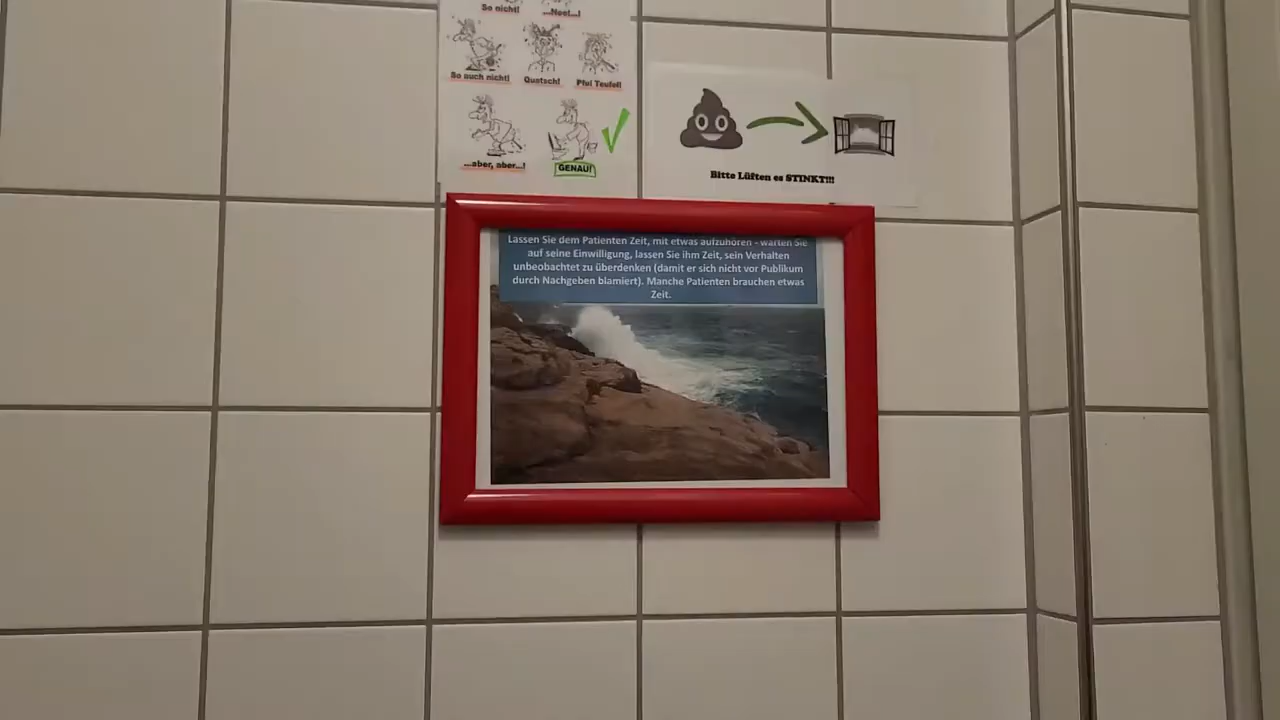 So nicht!
...Nee!...!
So auch nicht!
Quatsch!
Pfui Teufel!
...aber, aber...!
GENAU!
Bitte Lüften es STINKT!!!
Lassen Sie dem Patienten Zeit, mit etwas aufzuhören - warten Sie
auf seine Einwilligung, lassen Sie ihm Zeit, sein Verhalten
unbeobachtet zu überdenken (damit er sich nicht vor Publikum
durch Nachgeben blamiert). Manche Patienten brauchen etwas
Zeit.